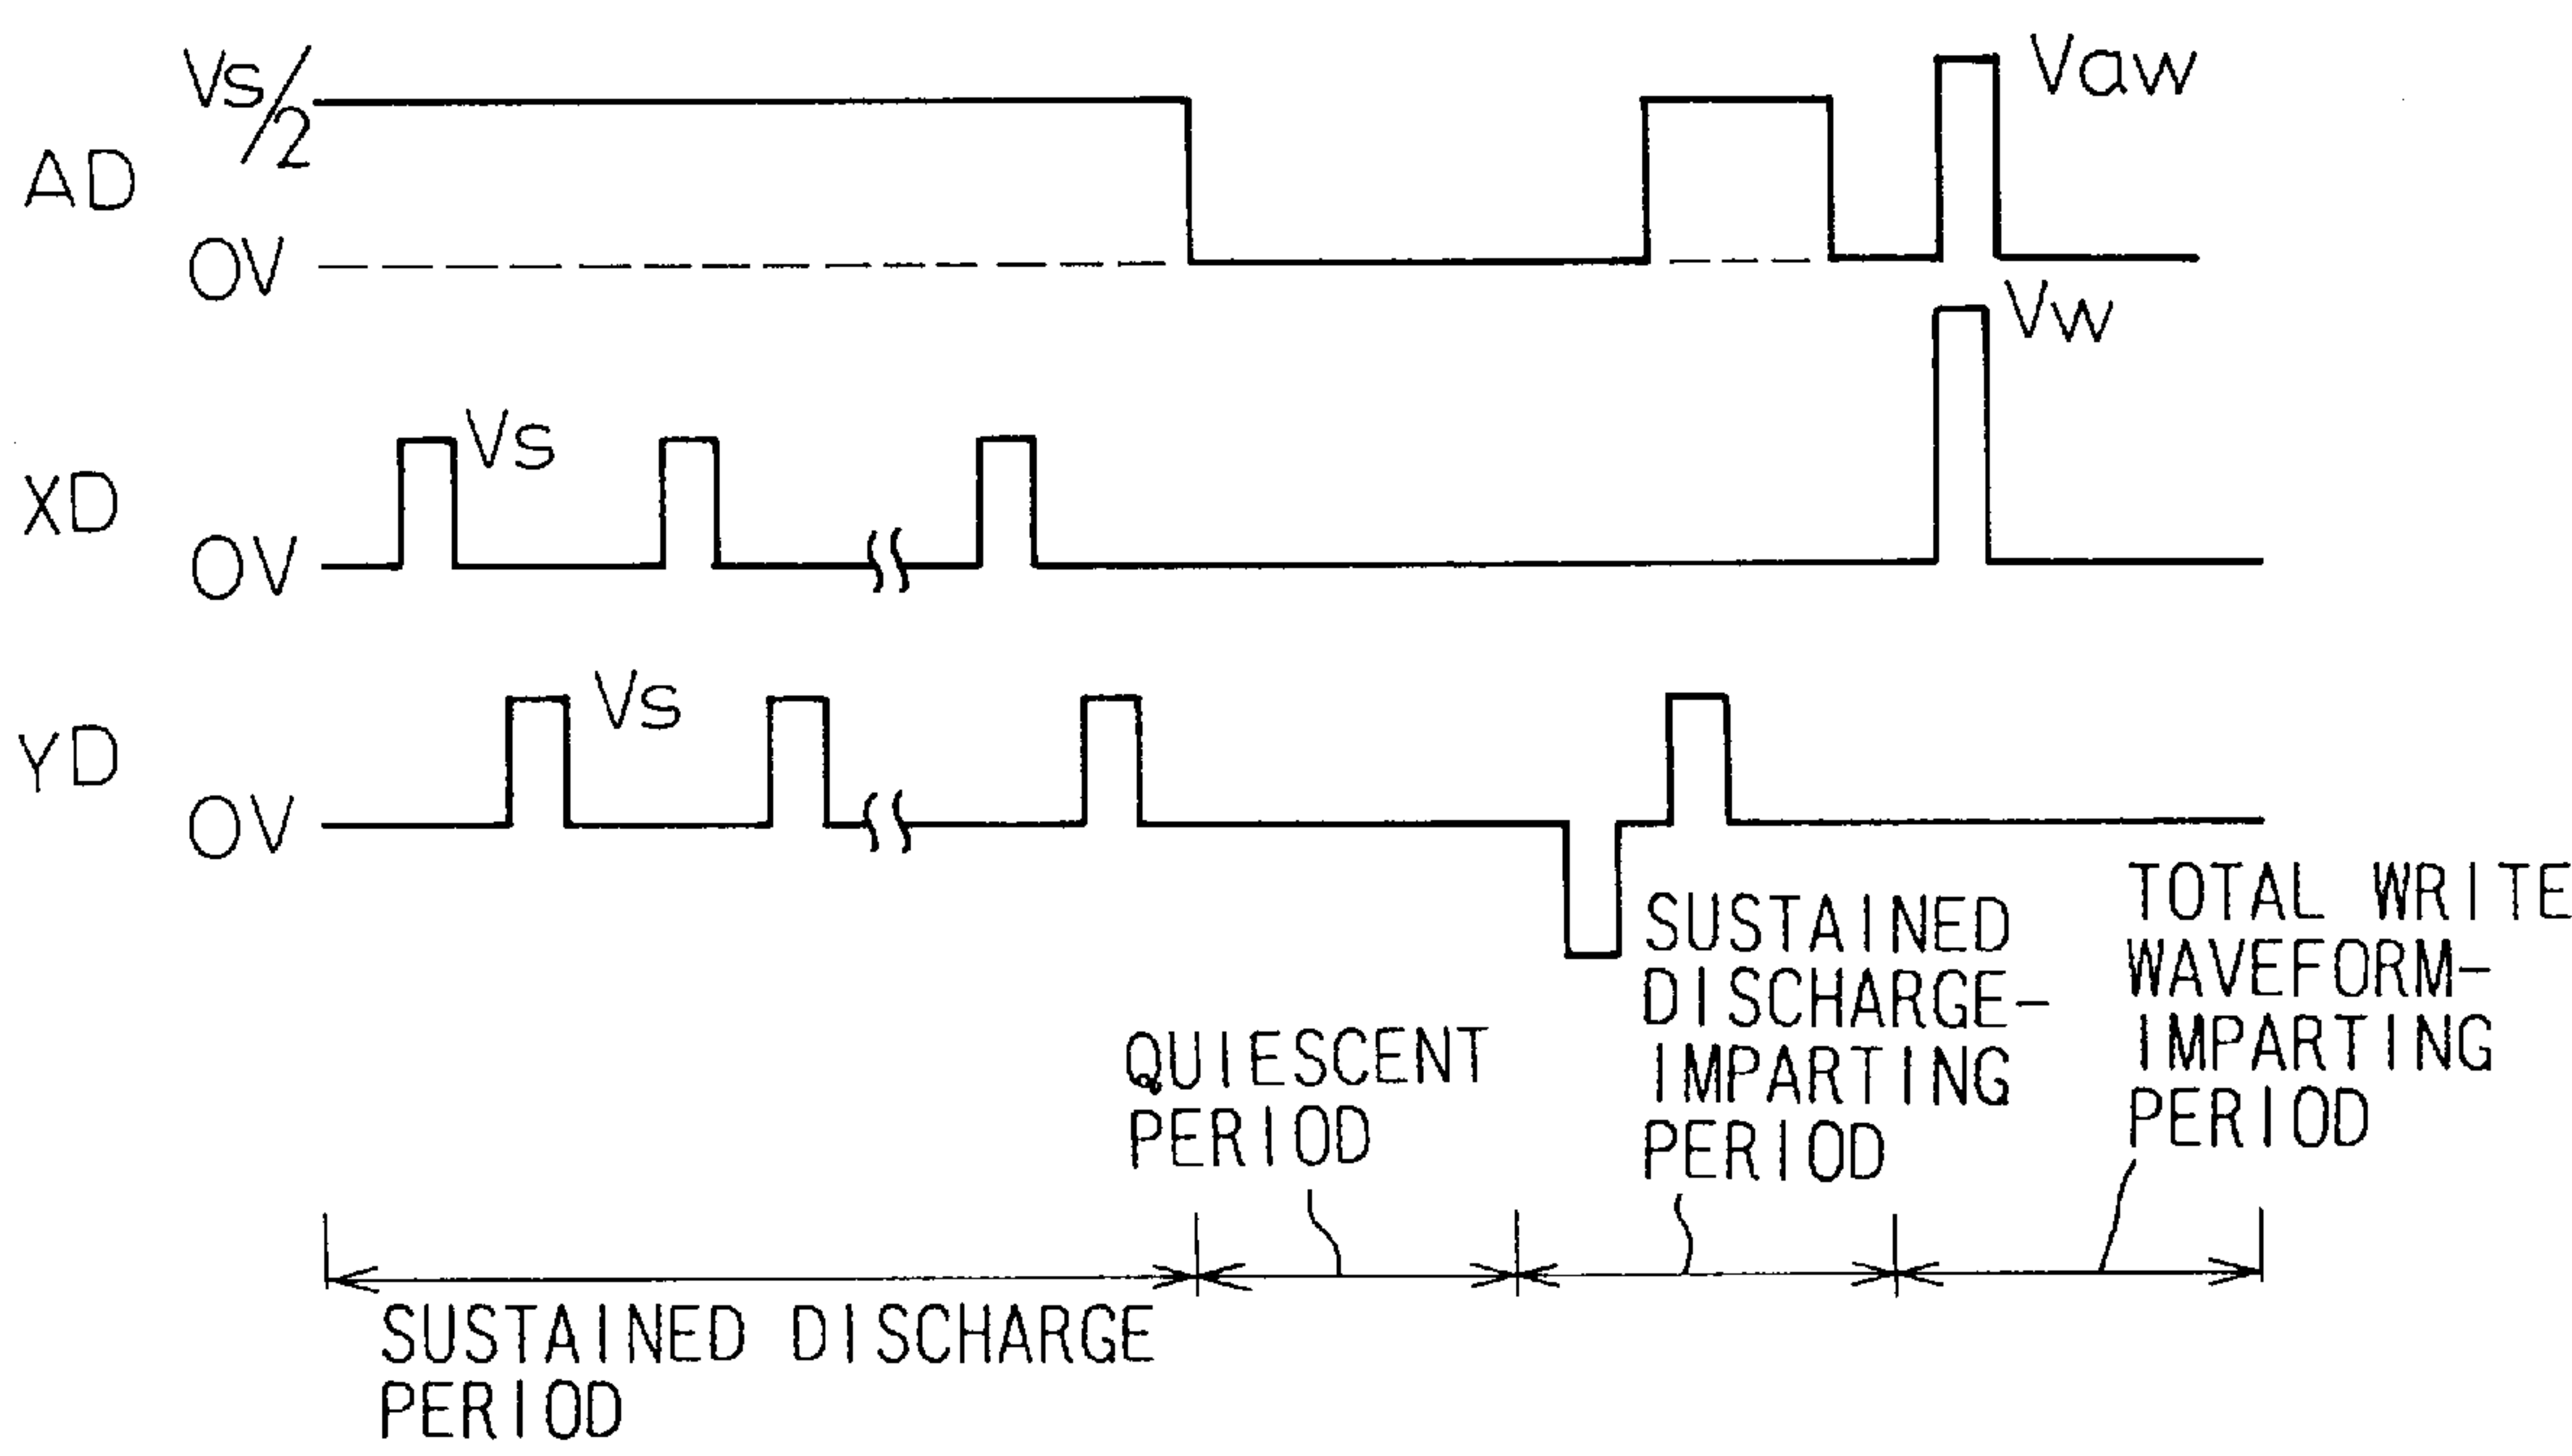 Vs/2
AD
0V
Vaw
Vw
XD
Vs
0V
YD
Vs
0V
QUIESCENT
PERIOD
SUSTAINED
DISCHARGE-
IMPARTING
PERIOD
TOTAL WRITE
WAVEFORM-
IMPARTING
PERIOD
SUSTAINED DISCHARGE
PERIOD